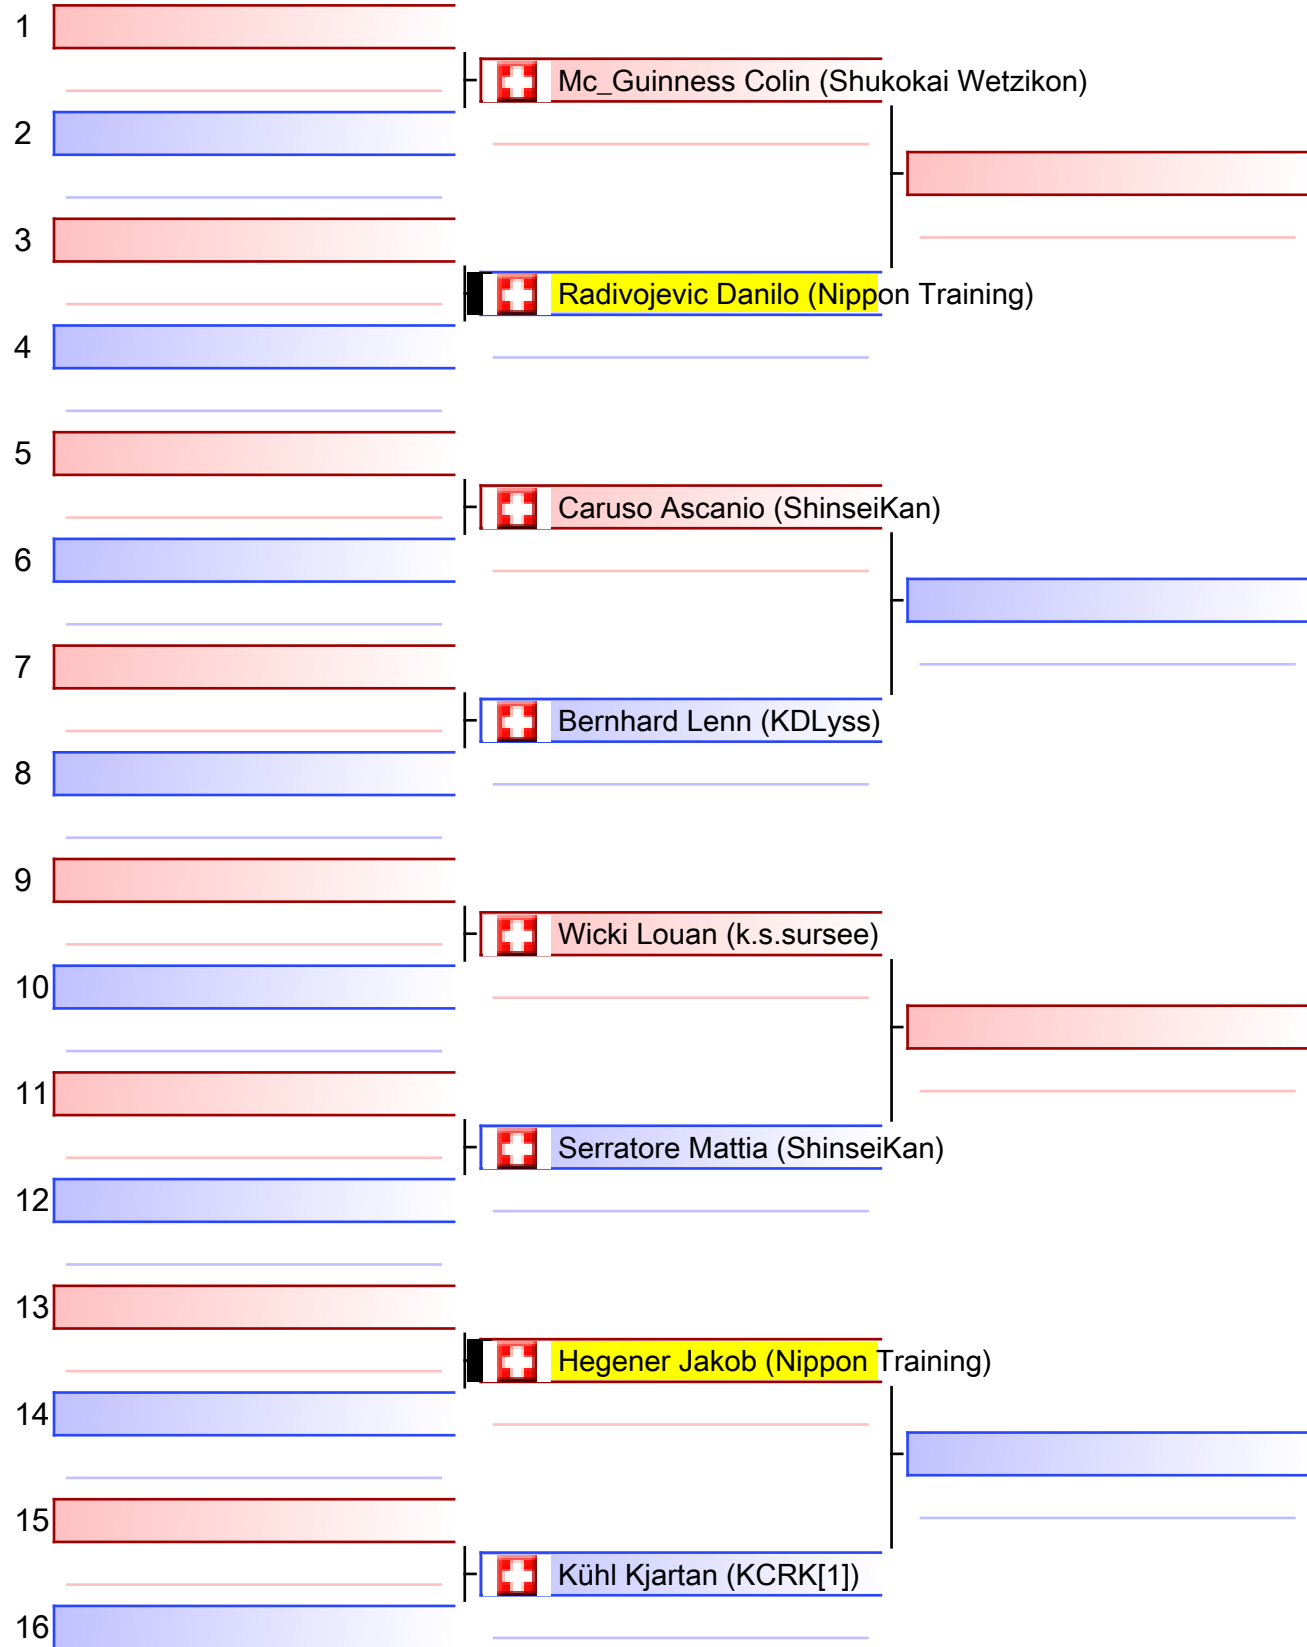 1
Mc_Guinness Colin (Shukokai Wetzikon)
2
3
Radivojevic Danilo (Nippon Training)
4
5
Caruso Ascanio (ShinseiKan)
6
7
Bernhard Lenn (KDLyss)
8
9
Wicki Louan (k.s.sursee)
10
11
Serratore Mattia (ShinseiKan)
12
13
Hegener Jakob (Nippon Training)
14
15
Kühl Kjartan (KCRK[1])
16